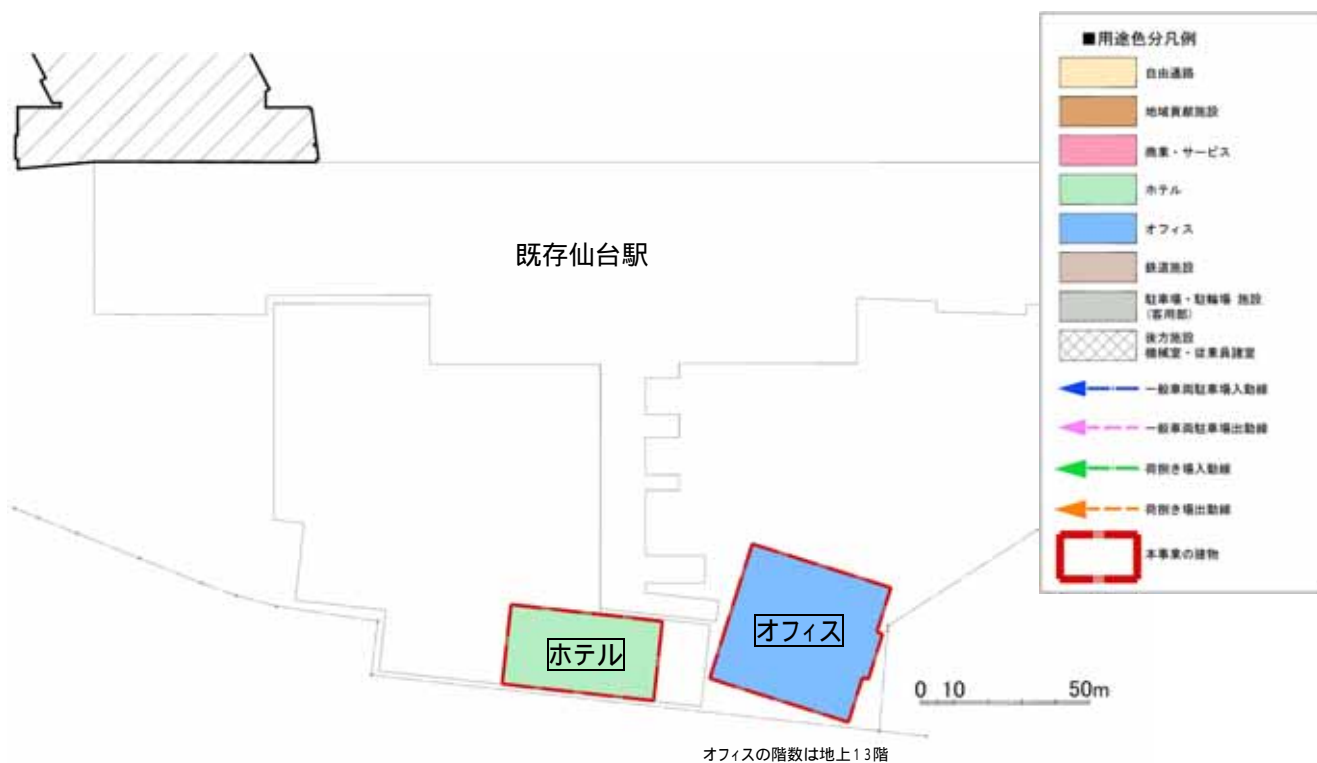 ■用途色分凡例
自由通路
地域貢献施設
商業・サービス
ホテル
オフィス
鉄道施設
駐車場・駐輪場 施設
(客用部)
後方施設
機械室・従業員諸室
一般車両駐車場入動線
一般車両駐車場出動線
荷捌き場入動線
荷捌き場出動線
本事業の建物
既存仙台駅
オフィス
ホテル
0 10 50m
オフィスの階数は地上13階